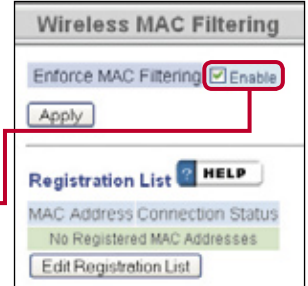 Wireless MAC Filtering
Enforce MAC Filtering Enable
Apply
Registration List ? HELP
MAC Address Connection Status
No Registered MAC Addresses
Edit Registration List